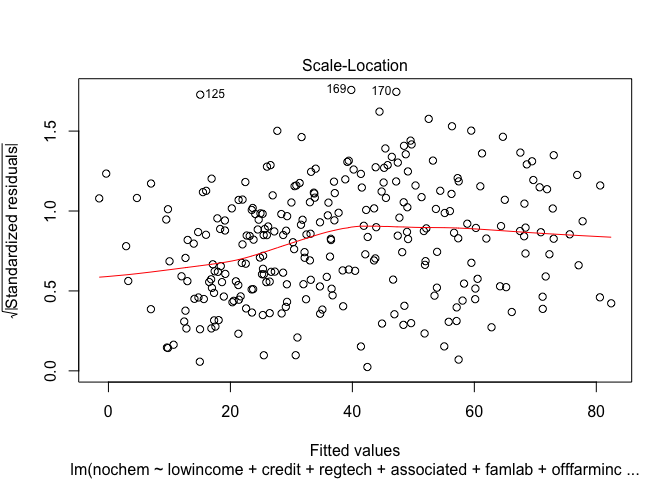 Scale-Location
√|Standardized residuals|
1.5
1.0
0.5
0.0
125
169
170
0 20 40 60 80
Fitted values
lm(nochem ~ lowincome + credit + regtech + associated + famlab + offfarminc ...